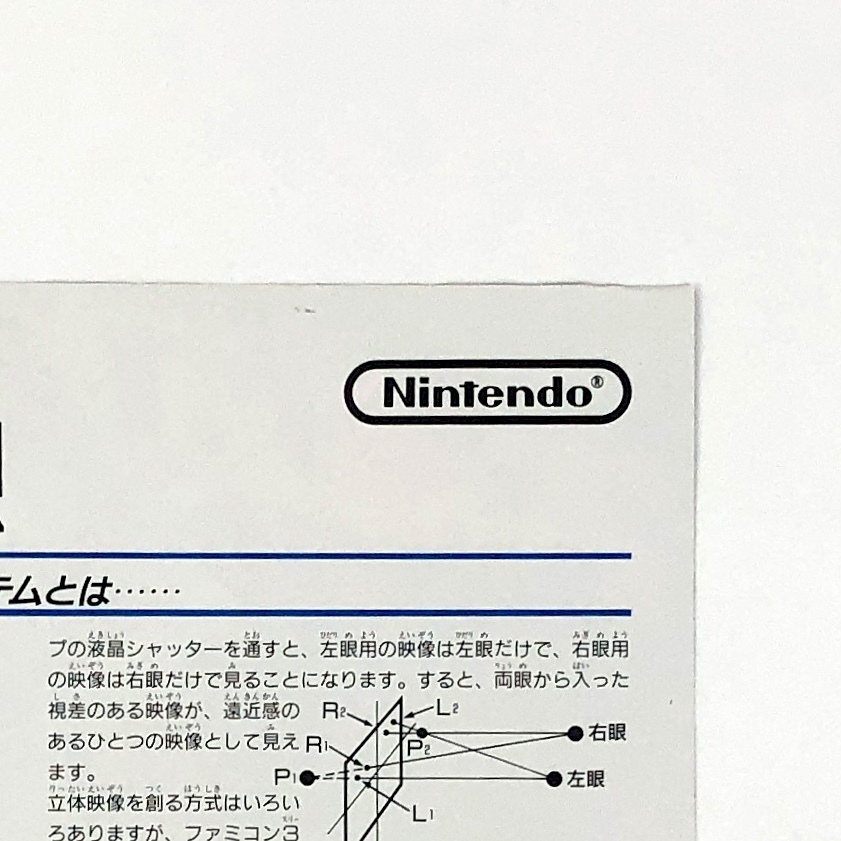 Nintendo®
テムとは……
プの液晶シャッターを通すと、左眼用の映像は左眼だけで、右眼用
の映像は右眼だけで見ることになります。すると、両眼から入った
視差のある映像が、遠近感の
あるひとつの映像として見え
ます。
立体映像を創る方式はいろい
ろありますが、ファミコン3
R2
L2
R1
P2
右眼
P1
左眼
L1